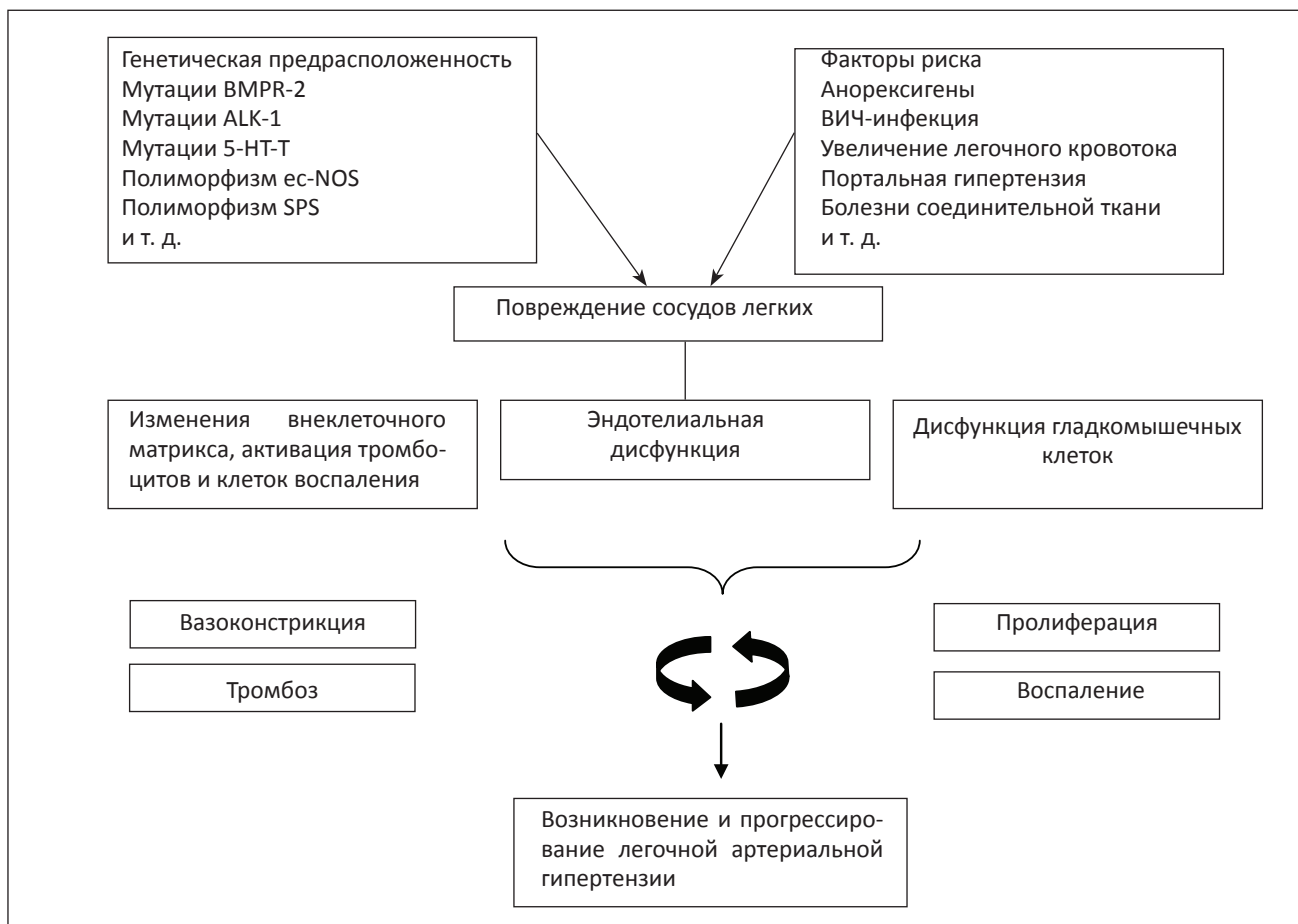 Генетическая предрасположенность
Мутации BMPR-2
Мутации ALK-1
Мутации 5-HT-T
Полиморфизм ec-NOS
Полиморфизм SPS
и т. д.
Факторы риска
Анорексигены
ВИЧ-инфекция
Увеличение легочного кровотока
Портальная гипертензия
Болезни соединительной ткани
и т. д.
Повреждение сосудов легких
Изменения внеклеточного
матрикса, активация тромбо-
цитов и клеток воспаления
Эндотелиальная
дисфункция
Дисфункция гладкомышечных
клеток
Вазоконстрикция
Тромбоз
Пролиферация
Воспаление
Возникновение и прогрессиро-
вание легочной артериальной
гипертензии